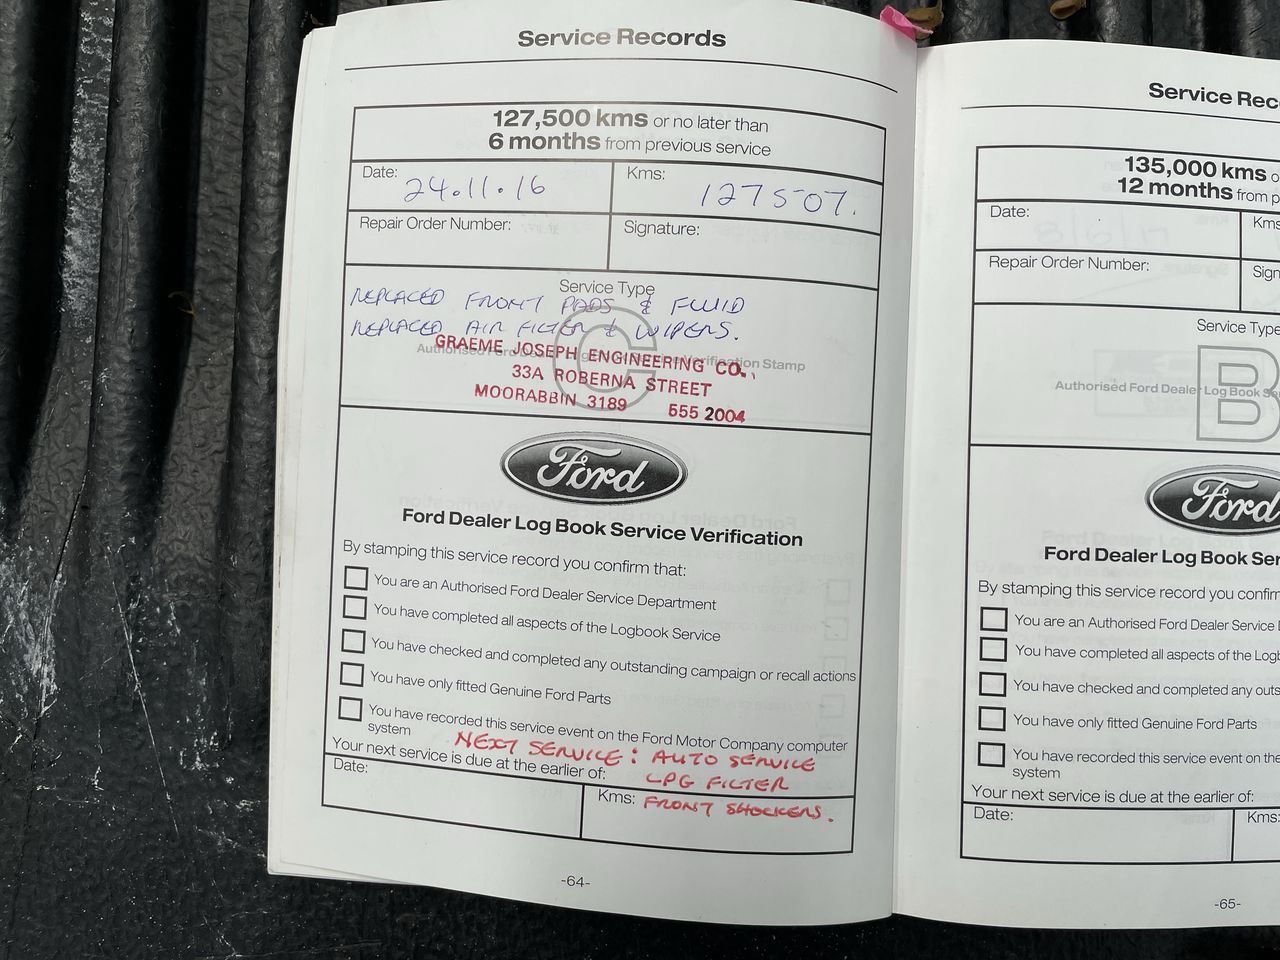 Service Records
127,500 kms or no later than
6 months from previous service
Date: 24.11.16
Kms: 127507.
Repair Order Number:
Signature:
Service Type
REPLACED FRONT PADS & FLUID
REPLACED AIR FILTER & WIPERS.
C
GRAEME JOSEPH ENGINEERING CO.,
33A ROBERNA STREET
MOORABBIN 3189 555 2004
Ford
Ford Dealer Log Book Service Verification
By stamping this service record you confirm that:
You are an Authorised Ford Dealer Service Department
You have completed all aspects of the Logbook Service
You have checked and completed any outstanding campaign or recall actions
You have only fitted Genuine Ford Parts
You have recorded this service event on the Ford Motor Company computer
system
NEXT SERVICE: AUTO SERVICE
Your next service is due at the earlier of:
LPG FILTER
Date:
Kms: FRONT SHOCKERS.
-64-
Service Rec
135,000 kms o
12 months from p
Date:
Kms
Repair Order Number:
Sign
Service Type
Authorised Ford Dealer Log Book Se
B
Ford
Ford Dealer Log Book Ser
By stamping this service record you confirm
You are an Authorised Ford Dealer Service D
You have completed all aspects of the Logb
You have checked and completed any outs
You have only fitted Genuine Ford Parts
You have recorded this service event on the
system
Your next service is due at the earlier of:
Date:
Kms:
-65-